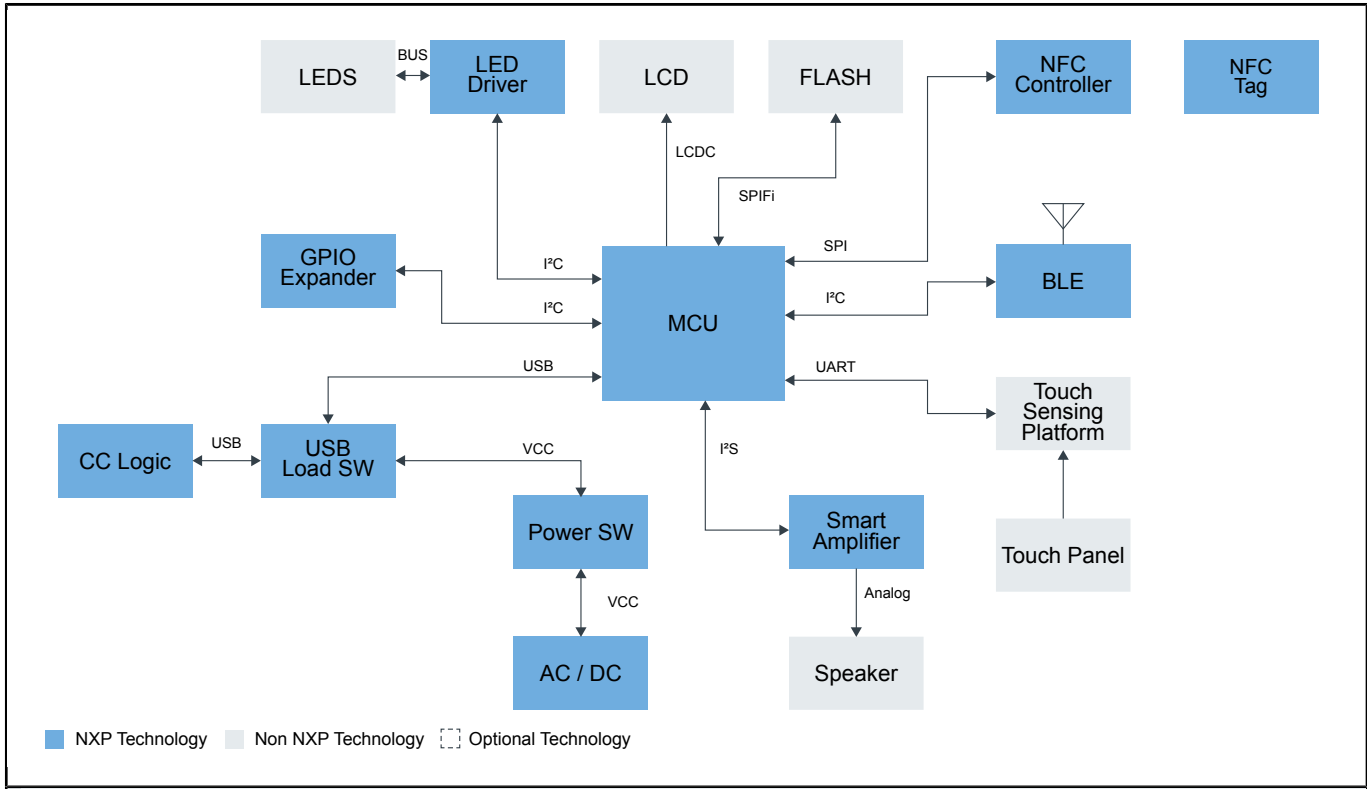 LEDS
BUS
LED
Driver
LCD
FLASH
NFC
Controller
NFC
Tag
LCDC
SPIFi
GPIO
Expander
I²C
I²C
MCU
SPI
I²C
BLE
USB
UART
Touch
Sensing
Platform
CC Logic
USB
USB
Load SW
VCC
I²S
Power SW
Smart
Amplifier
Touch Panel
VCC
Analog
AC / DC
Speaker
NXP Technology
Non NXP Technology
Optional Technology